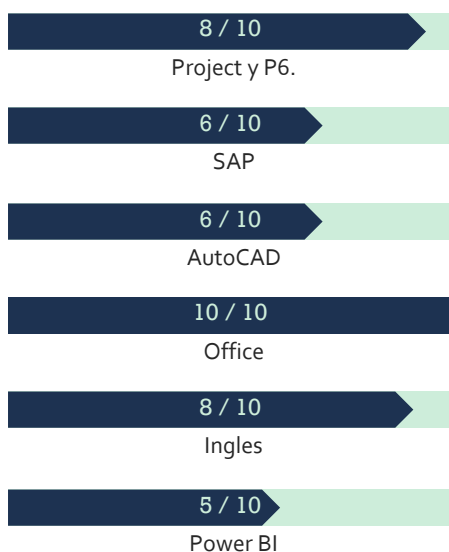 8 / 10
Project y P6.
6 / 10
SAP
6 / 10
AutoCAD
10 / 10
Office
8 / 10
Ingles
5 / 10
Power BI